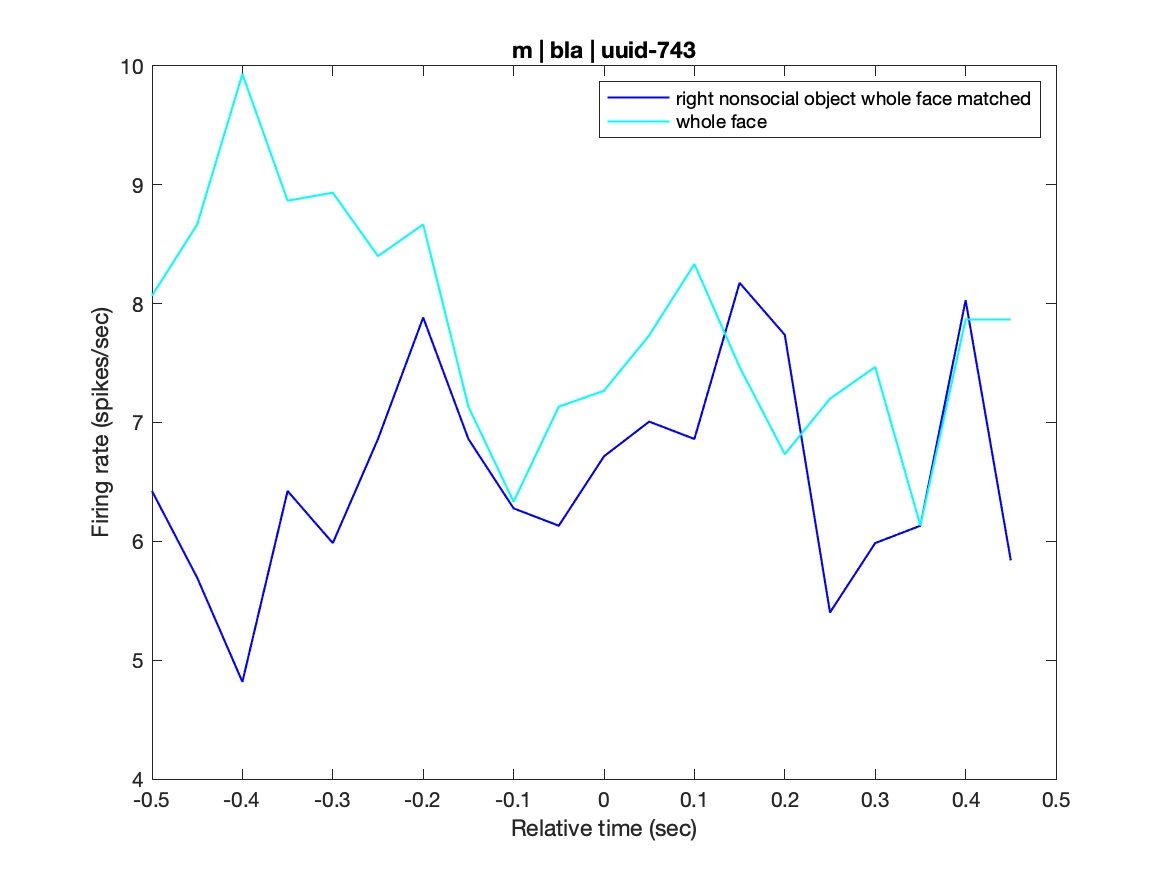 m | bla | uuid-743
right nonsocial object whole face matched
whole face
Firing rate (spikes/sec)
10
9
8
7
6
5
4
-0.5 -0.4 -0.3 -0.2 -0.1 0 0.1 0.2 0.3 0.4 0.5
Relative time (sec)